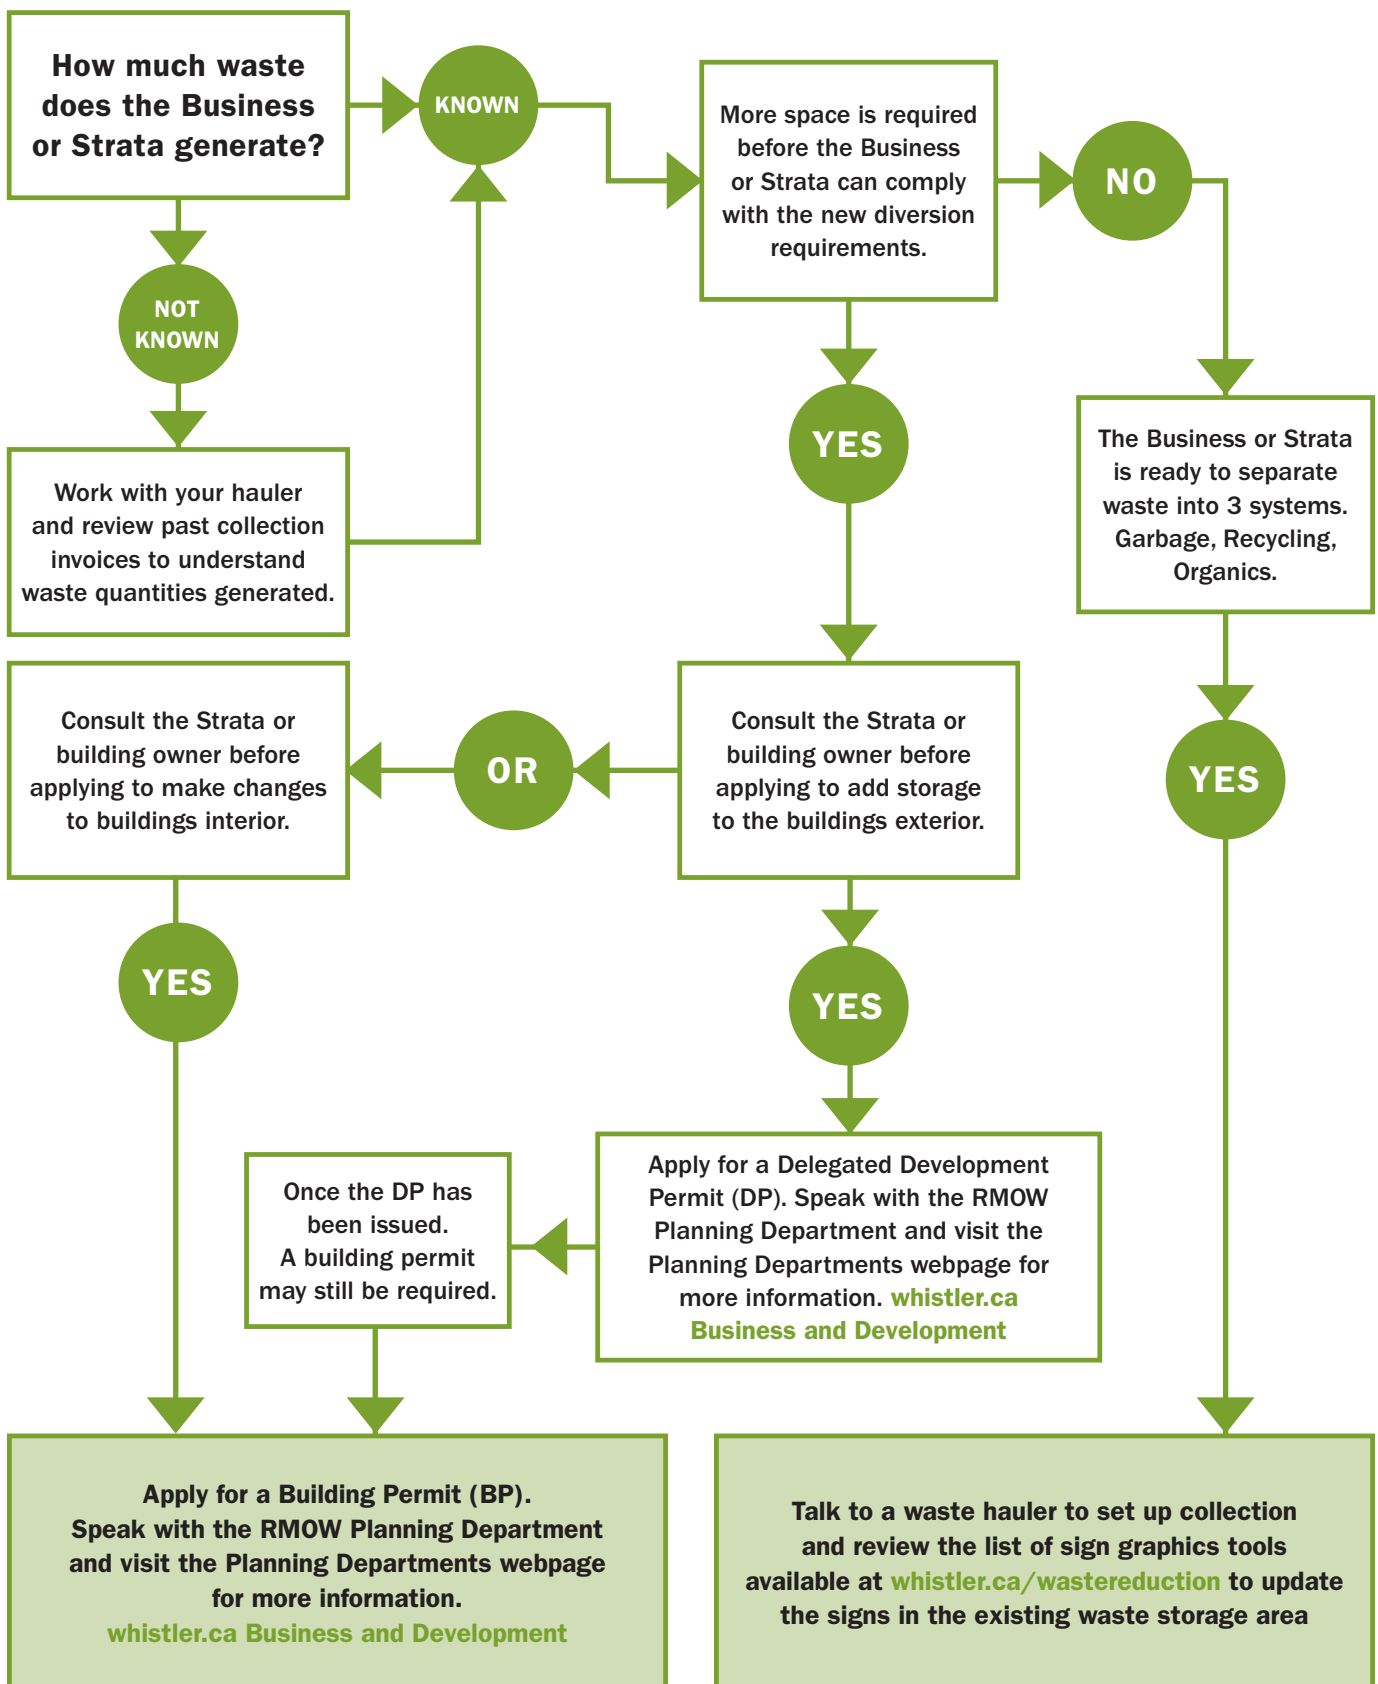 How much waste
does the Business
or Strata generate?
KNOWN
More space is required
before the Business
or Strata can comply
with the new diversion
requirements.
NO
NOT
KNOWN
YES
The Business or Strata
is ready to separate
waste into 3 systems.
Garbage, Recycling,
Organics.
Work with your hauler
and review past collection
invoices to understand
waste quantities generated.
Consult the Strata or
building owner before
applying to make changes
to buildings interior.
OR
Consult the Strata or
building owner before
applying to add storage
to the buildings exterior.
YES
YES
YES
Once the DP has
been issued.
A building permit
may still be required.
Apply for a Delegated Development
Permit (DP). Speak with the RMOW
Planning Department and visit the
Planning Departments webpage for
more information. whistler.ca
Business and Development
Apply for a Building Permit (BP).
Speak with the RMOW Planning Department
and visit the Planning Departments webpage
for more information.
whistler.ca Business and Development
Talk to a waste hauler to set up collection
and review the list of sign graphics tools
available at whistler.ca/wastereduction to update
the signs in the existing waste storage area